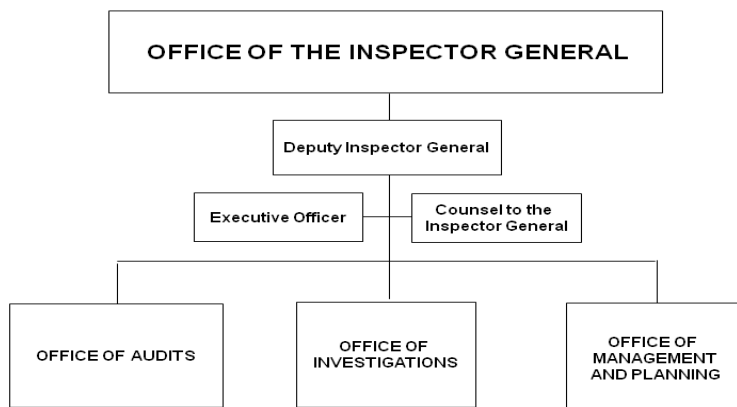 OFFICE OF THE INSPECTOR GENERAL
Deputy Inspector General
Executive Officer
Counsel to the
Inspector General
OFFICE OF AUDITS
OFFICE OF
INVESTIGATIONS
OFFICE OF
MANAGEMENT
AND PLANNING